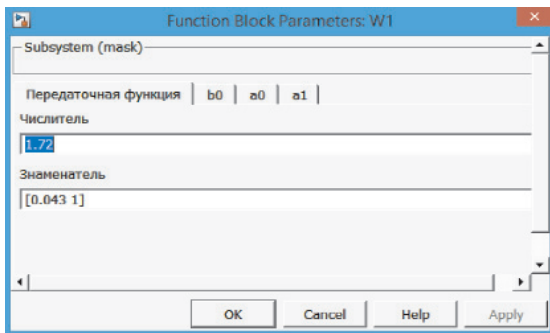 Function Block Parameters: W1
Subsystem (mask)
Передаточная функция b0 a0 a1
Числитель
1.72
Знаменатель
[0.043 1]
OK Cancel Help Apply